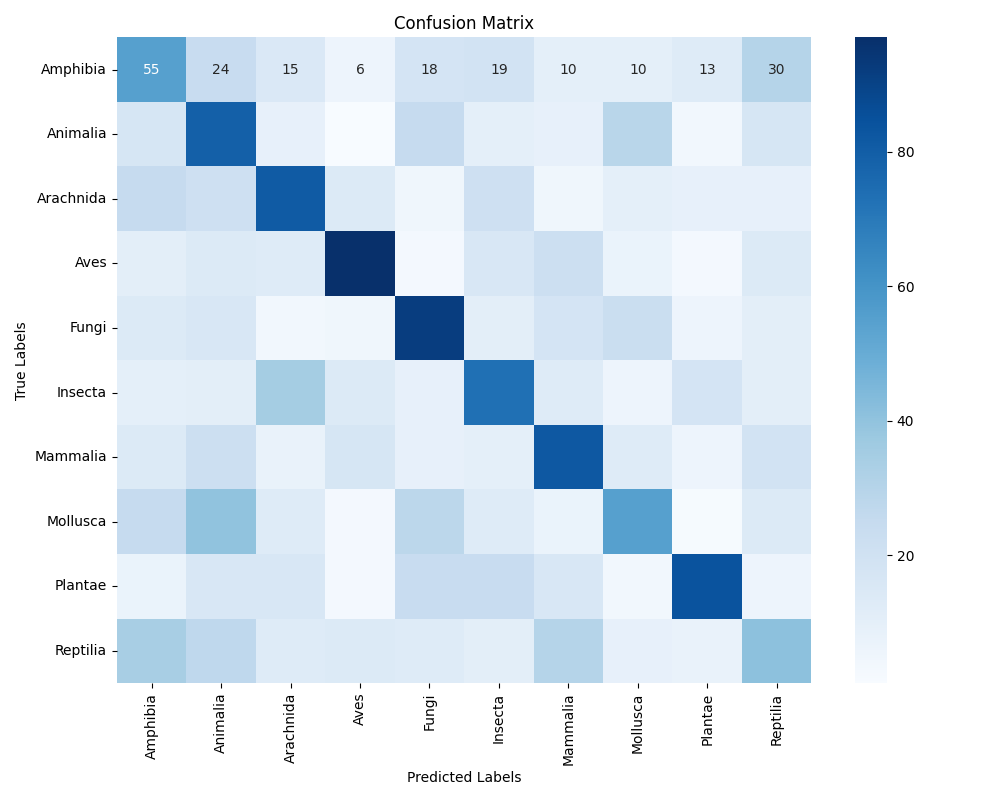 Confusion Matrix
True Labels
Amphibia 55 24 15 6 18 19 10 10 13 30
Animalia
Arachnida
Aves
Fungi
Insecta
Mammalia
Mollusca
Plantae
Reptilia
Amphibia Animalia Arachnida Aves Fungi Insecta Mammalia Mollusca Plantae Reptilia
Predicted Labels
80
60
40
20